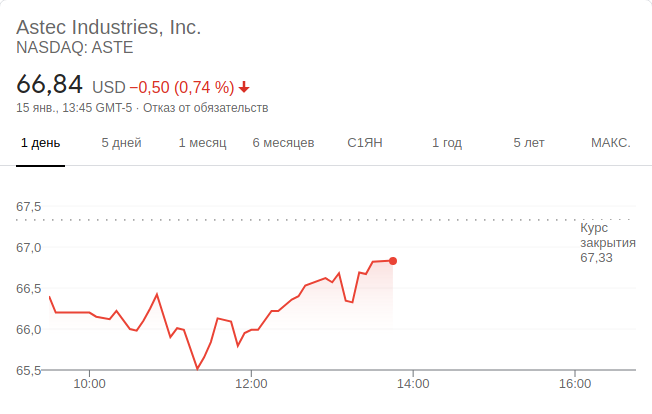 Astec Industries, Inc.
NASDAQ: ASTE
66,84 USD −0,50 (0,74 %)
15 янв., 13:45 GMT-5 · Отказ от обязательств
1 день 5 дней 1 месяц 6 месяцев С1ЯН 1 год 5 лет МАКС.
67,5
Курс
закрытия
67,33
67,0
66,5
66,0
65,5
10:00 12:00 14:00 16:00